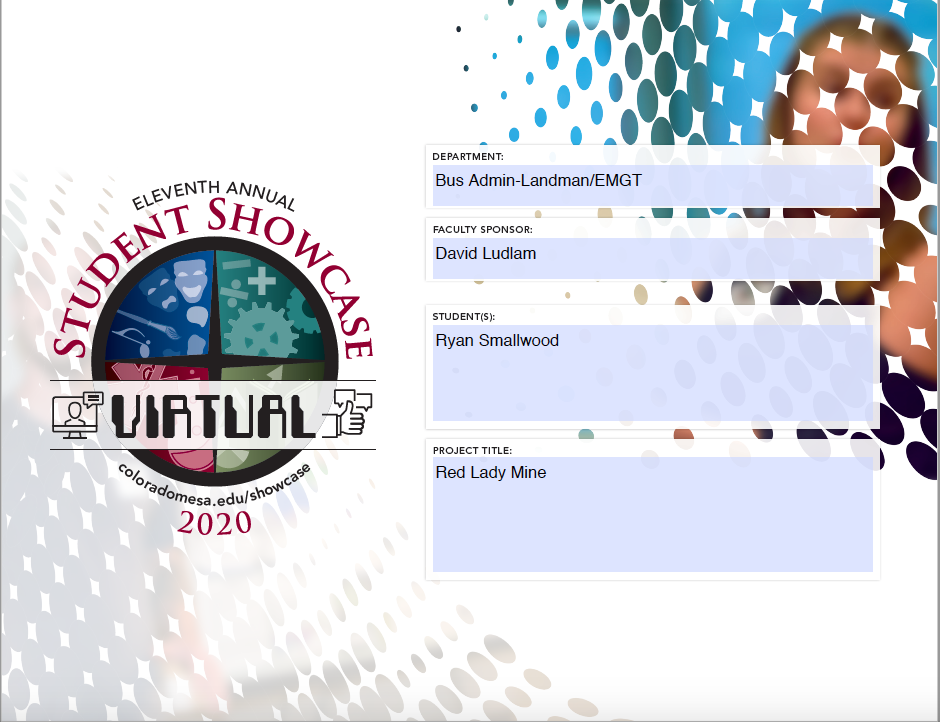 ELEVENTH ANNUAL
STUDENT SHOWCASE
VIRTUAL
coloradomesa.edu/showcase
2020
DEPARTMENT:
Bus Admin-Landman/EMGT
FACULTY SPONSOR:
David Ludlam
STUDENT(S):
Ryan Smallwood
PROJECT TITLE:
Red Lady Mine